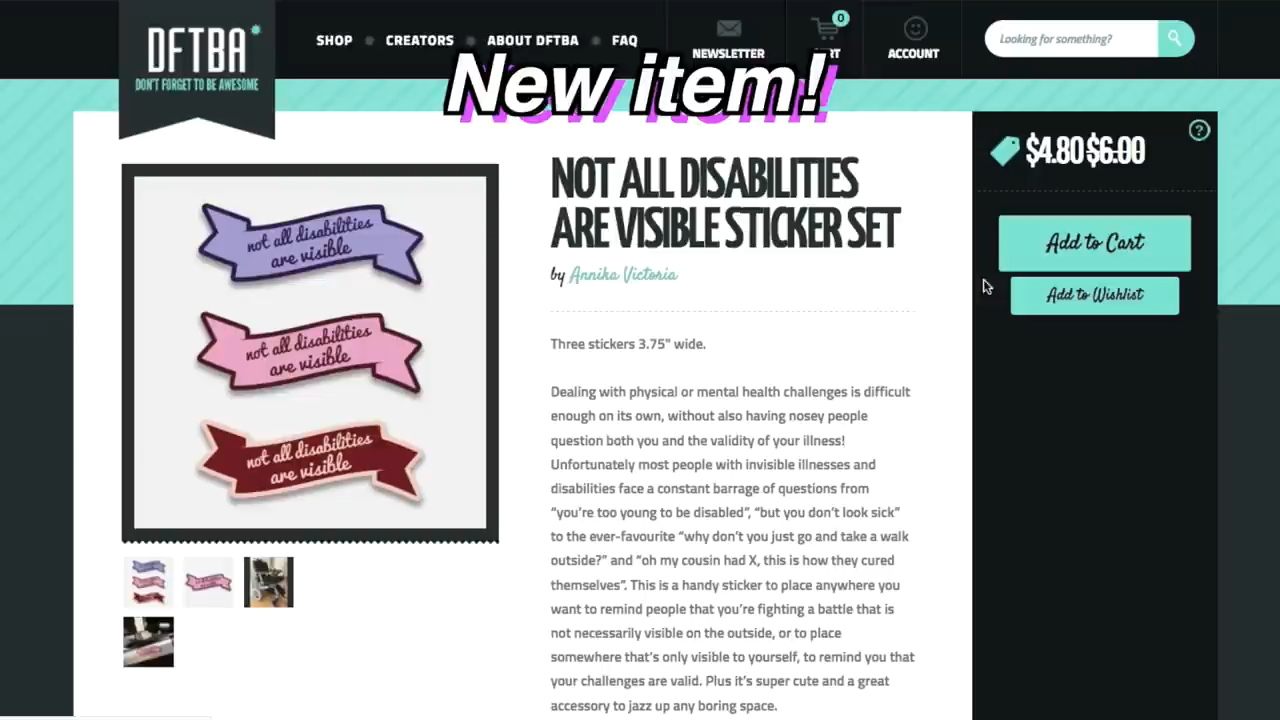 DFTBA
DON'T FORGET TO BE AWESOME
SHOP
CREATORS
ABOUT DFTBA
FAQ
NEWSLETTER
0
ACCOUNT
Looking for something?
New item!
$4.80 $6.00
?
Add to Cart
Add to Wishlist
not all disabilities
are visible
not all disabilities
are visible
not all disabilities
are visible
NOT ALL DISABILITIES
ARE VISIBLE STICKER SET
by Annika Victoria
Three stickers 3.75" wide.
Dealing with physical or mental health challenges is difficult
enough on its own, without also having nosey people
question both you and the validity of your illness!
Unfortunately most people with invisible illnesses and
disabilities face a constant barrage of questions from
“you're too young to be disabled”, “but you don't look sick”
to the ever-favourite “why don't you just go and take a walk
outside?” and “oh my cousin had X, this is how they cured
themselves”. This is a handy sticker to place anywhere you
want to remind people that you're fighting a battle that is
not necessarily visible on the outside, or to place
somewhere that's only visible to yourself, to remind you that
your challenges are valid. Plus it's super cute and a great
accessory to jazz up any boring space.